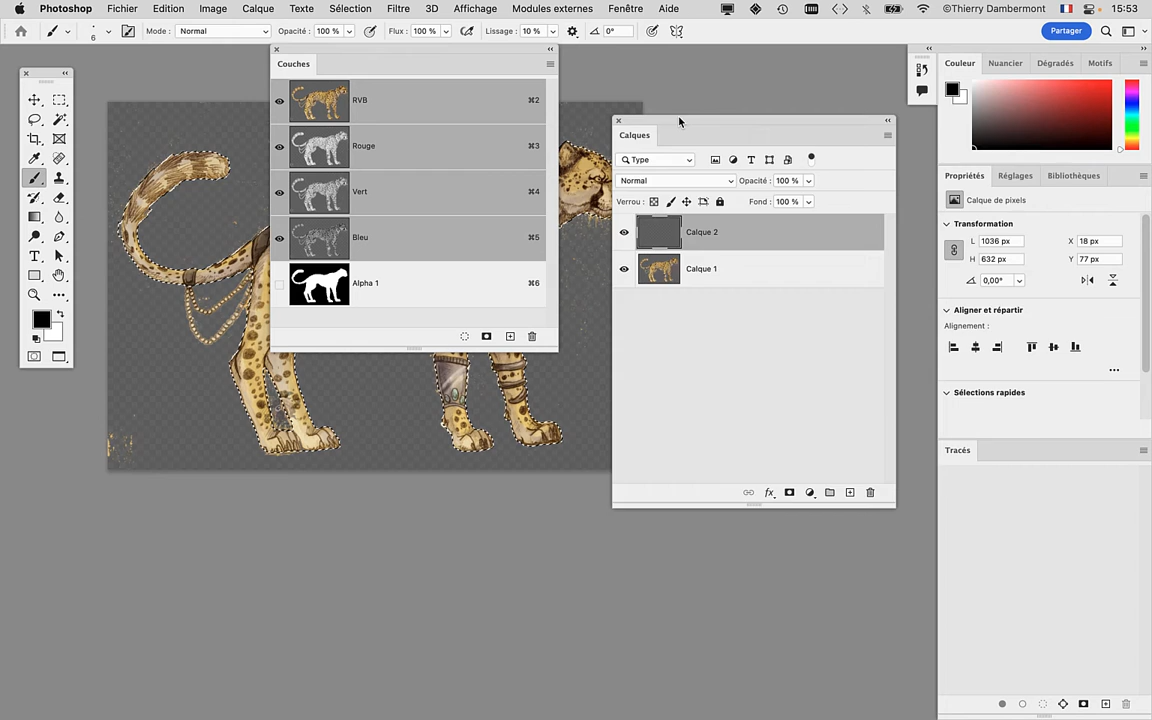 Photoshop Fichier Edition Image Calque Texte Sélection Filtre 3D Affichage Modules externes Fenêtre Aide ©Thierry Dambermont 15:53
6 Mode : Normal Opacité : 100 % Flux : 100 % Lissage : 10 % 0° Partager
Couches
RVB ⌘2
Rouge ⌘3
Vert ⌘4
Bleu ⌘5
Alpha 1 ⌘6
Calques
Type
Normal Opacité : 100 %
Verrou : Fond : 100 %
Calque 2
Calque 1
fx
Couleur Nuancier Dégradés Motifs
Propriétés Réglages Bibliothèques
Calque de pixels
Transformation
L 1036 px X 18 px
H 632 px Y 77 px
0,00°
Aligner et répartir
Alignement :
Sélections rapides
Tracés